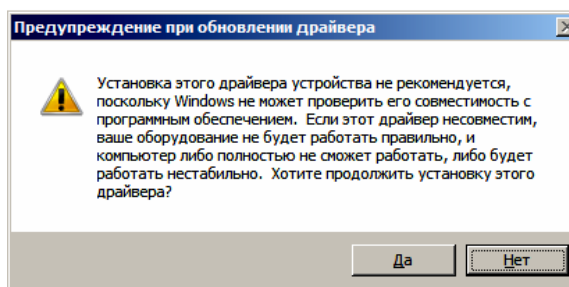 Предупреждение при обновлении драйвера
Установка этого драйвера устройства не рекомендуется,
поскольку Windows не может проверить его совместимость с
программным обеспечением. Если этот драйвер несовместим,
ваше оборудование не будет работать правильно, и
компьютер либо полностью не сможет работать, либо будет
работать нестабильно. Хотите продолжить установку этого
драйвера?
Да
Нет